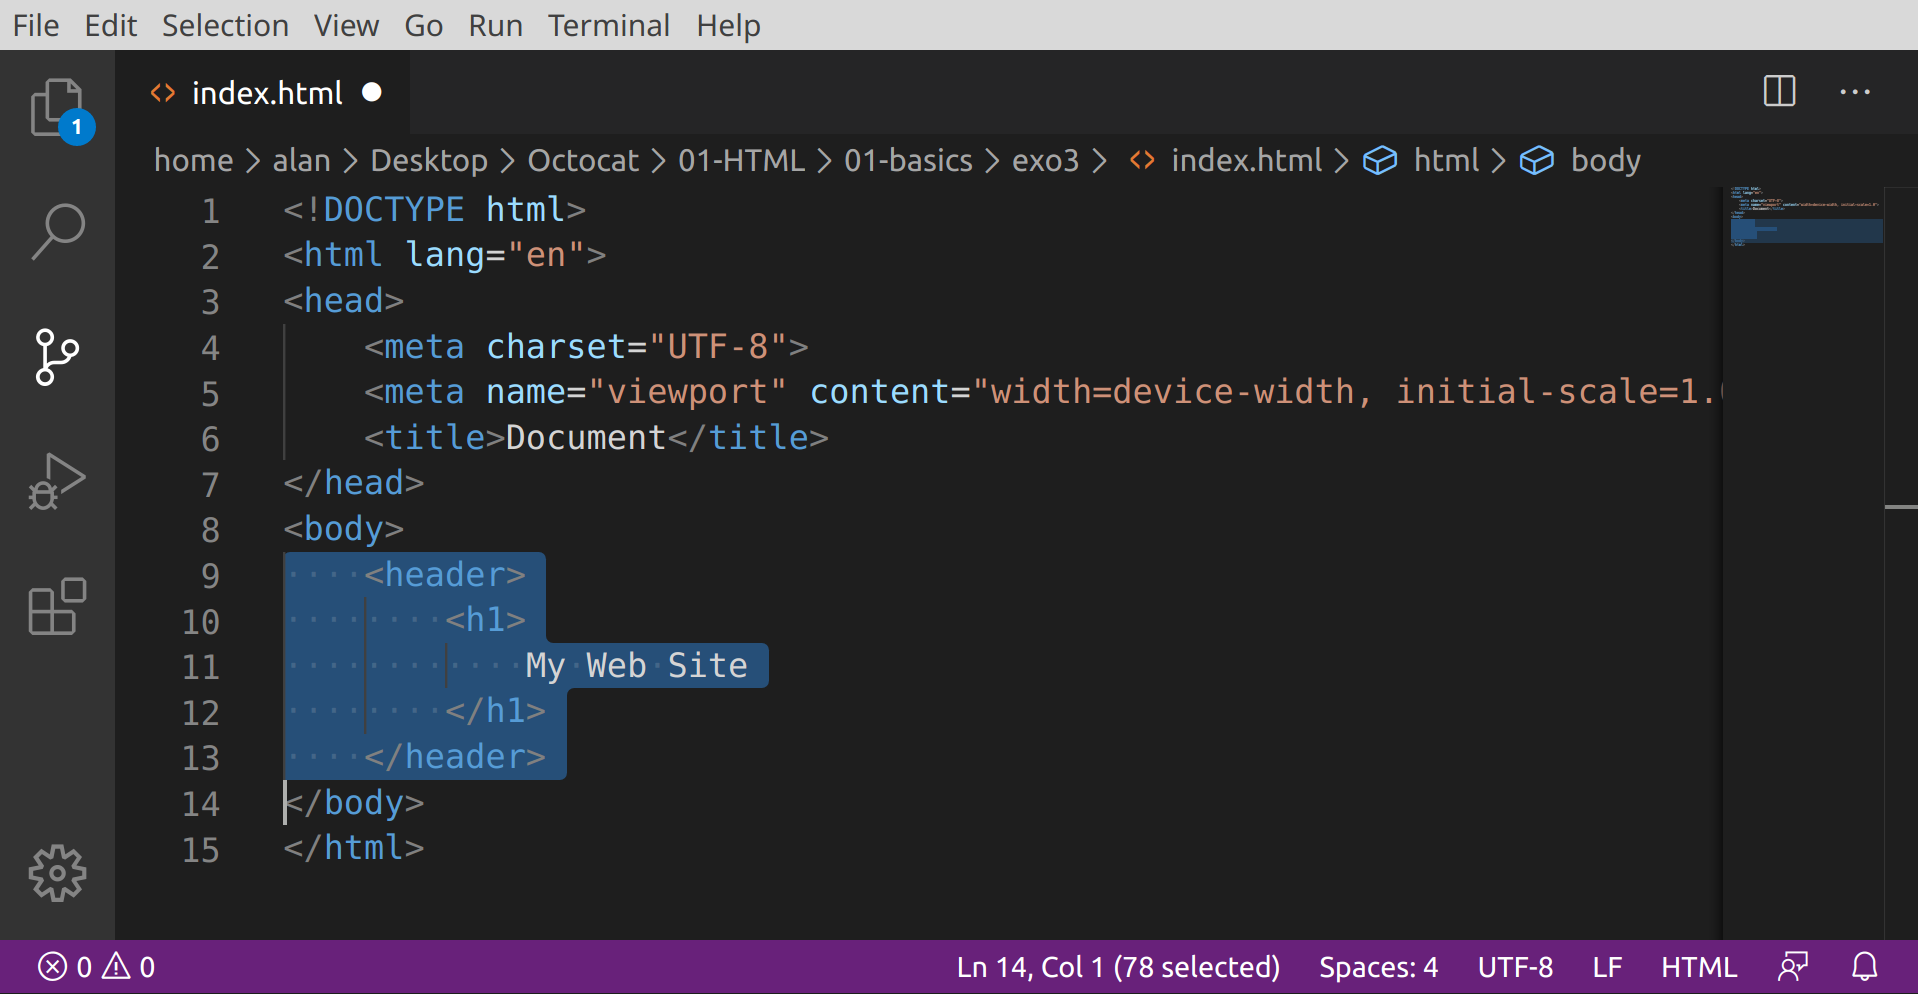 File Edit Selection View Go Run Terminal Help
1
index.html
home > alan > Desktop > Octocat > 01-HTML > 01-basics > exo3 > index.html > html > body
1 <!DOCTYPE html>
2 <html lang="en">
3 <head>
4     <meta charset="UTF-8">
5     <meta name="viewport" content="width=device-width, initial-scale=1.
6     <title>Document</title>
7 </head>
8 <body>
9     <header>
10         <h1>
11             My Web Site
12         </h1>
13     </header>
14 </body>
15 </html>
0 0 Ln 14, Col 1 (78 selected) Spaces: 4 UTF-8 LF HTML